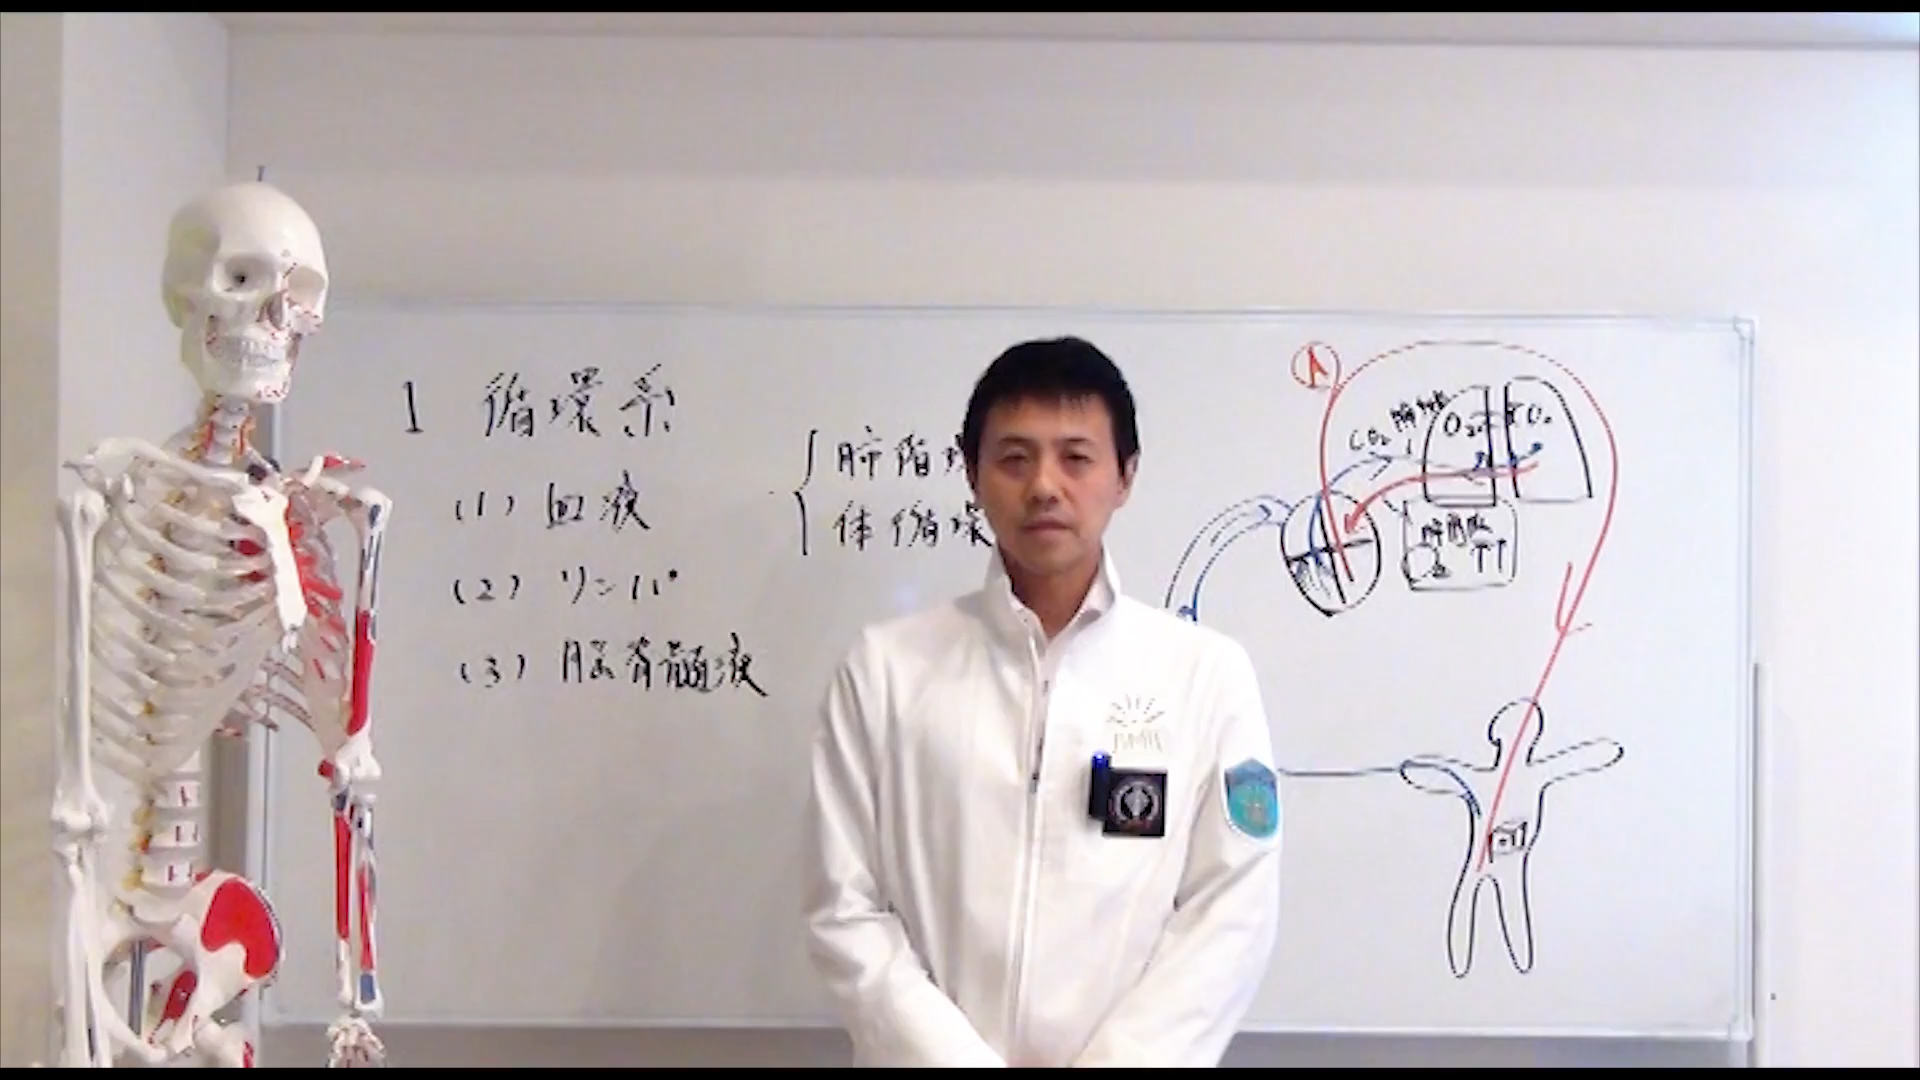 1 循環系
(1) 血液
(2) リンパ
(3) 脳脊髄液
肺循環
体循環
A
CO₂
O₂